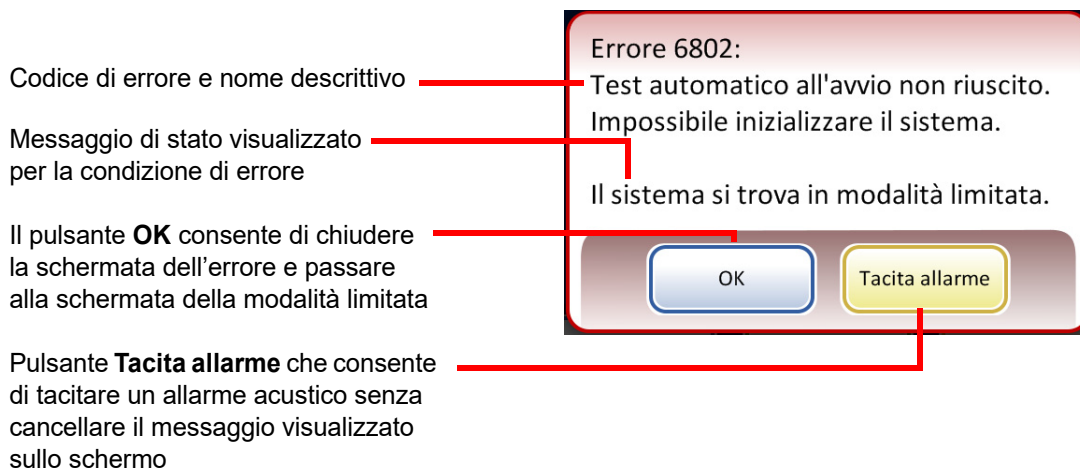 Codice di errore e nome descrittivo
Messaggio di stato visualizzato
per la condizione di errore
Il pulsante OK consente di chiudere
la schermata dell’errore e passare
alla schermata della modalità limitata
Pulsante Tacita allarme che consente
di tacitare un allarme acustico senza
cancellare il messaggio visualizzato
sullo schermo
Errore 6802:
Test automatico all'avvio non riuscito.
Impossibile inizializzare il sistema.
Il sistema si trova in modalità limitata.
OK
Tacita allarme